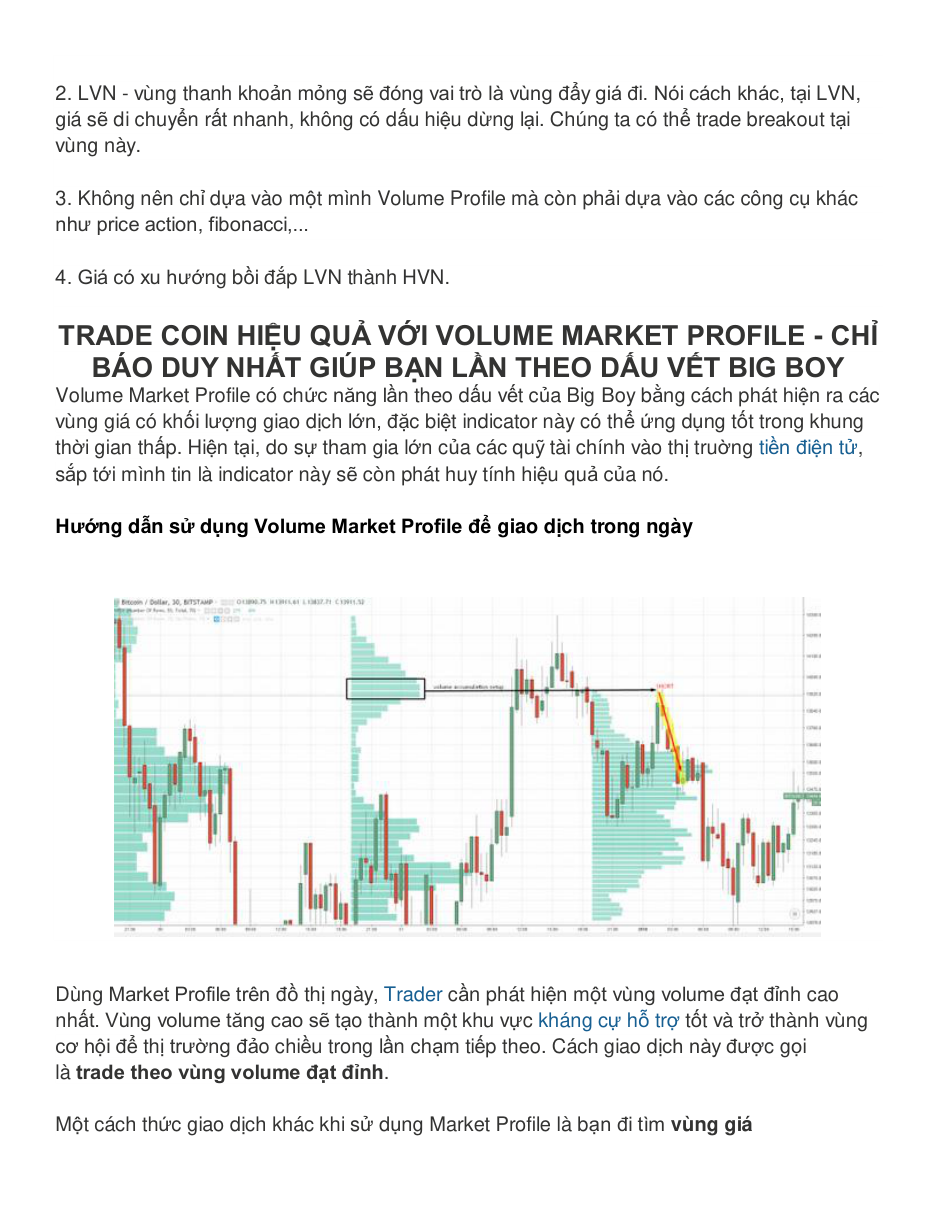 2. LVN - vùng thanh khoản mỏng sẽ đóng vai trò là vùng đẩy giá đi. Nói cách khác, tại LVN,
giá sẽ di chuyển rất nhanh, không có dấu hiệu dừng lại. Chúng ta có thể trade breakout tại
vùng này.
3. Không nên chỉ dựa vào một mình Volume Profile mà còn phải dựa vào các công cụ khác
như price action, fibonacci,...
4. Giá có xu hướng bồi đắp LVN thành HVN.
TRADE COIN HIỆU QUẢ VỚI VOLUME MARKET PROFILE - CHỈ
BÁO DUY NHẤT GIÚP BẠN LẦN THEO DẤU VẾT BIG BOY
Volume Market Profile có chức năng lần theo dấu vết của Big Boy bằng cách phát hiện ra các
vùng giá có khối lượng giao dịch lớn, đặc biệt indicator này có thể ứng dụng tốt trong khung
thời gian thấp. Hiện tại, do sự tham gia lớn của các quỹ tài chính vào thị truờng tiền điện tử,
sắp tới mình tin là indicator này sẽ còn phát huy tính hiệu quả của nó.
Hướng dẫn sử dụng Volume Market Profile để giao dịch trong ngày
Bitcoin / Dollar, 30, BITSTAMP
volume accumulation setup
Dùng Market Profile trên đồ thị ngày, Trader cần phát hiện một vùng volume đạt đỉnh cao
nhất. Vùng volume tăng cao sẽ tạo thành một khu vực kháng cự hỗ trợ tốt và trở thành vùng
cơ hội để thị trường đảo chiều trong lần chạm tiếp theo. Cách giao dịch này được gọi
là trade theo vùng volume đạt đỉnh.
Một cách thức giao dịch khác khi sử dụng Market Profile là bạn đi tìm vùng giá